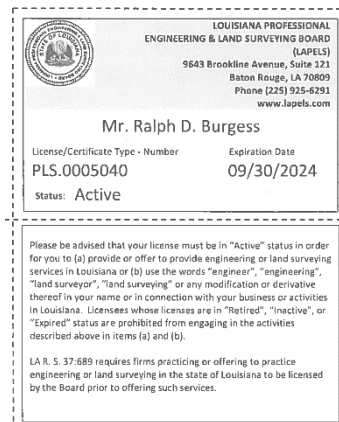 LOUISIANA PROFESSIONAL
ENGINEERING & LAND SURVEYING BOARD
(LAPELS)
9643 Brookline Avenue, Suite 121
Baton Rouge, LA 70809
Phone (225) 925-6291
www.lapels.com
Mr. Ralph D. Burgess
License/Certificate Type - Number
Expiration Date
PLS.0005040
09/30/2024
Status: Active
Please be advised that your license must be in "Active" status in order
for you to (a) provide or offer to provide engineering or land surveying
services in Louisiana or (b) use the words "engineer", "engineering",
"land surveyor", "land surveying" or any modification or derivative
thereof in your name or in connection with your business or activities
in Louisiana. Licensees whose licenses are in "Retired", "Inactive", or
"Expired" status are prohibited from engaging in the activities
described above in items (a) and (b).
LA R. S. 37:689 requires firms practicing or offering to practice
engineering or land surveying in the state of Louisiana to be licensed
by the Board prior to offering such services.